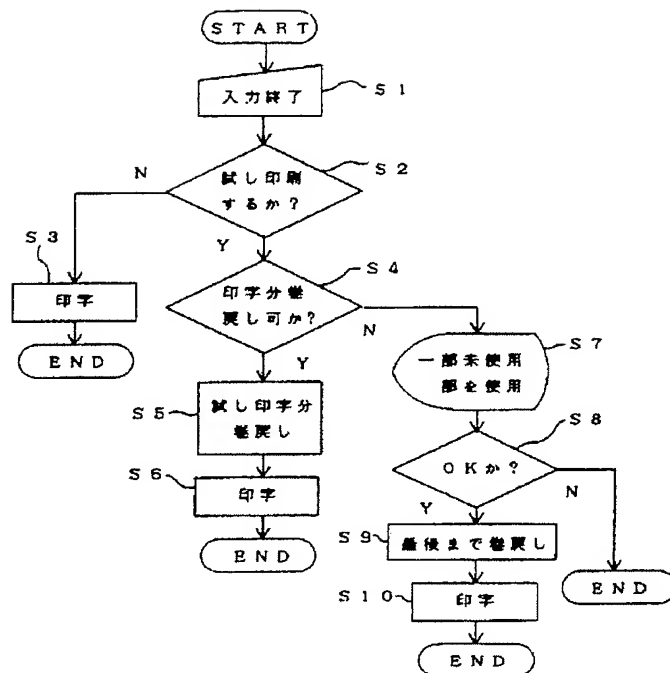 START
入力終了
S1
試し印刷
するか?
S2
N
Y
S3
印字
END
印字分巻
戻し可か?
S4
N
Y
S5
試し印字分
巻戻し
S6
印字
END
一部未使用
部を使用
S7
OKか?
S8
Y
N
S9
最後まで巻戻し
END
S10
印字
END